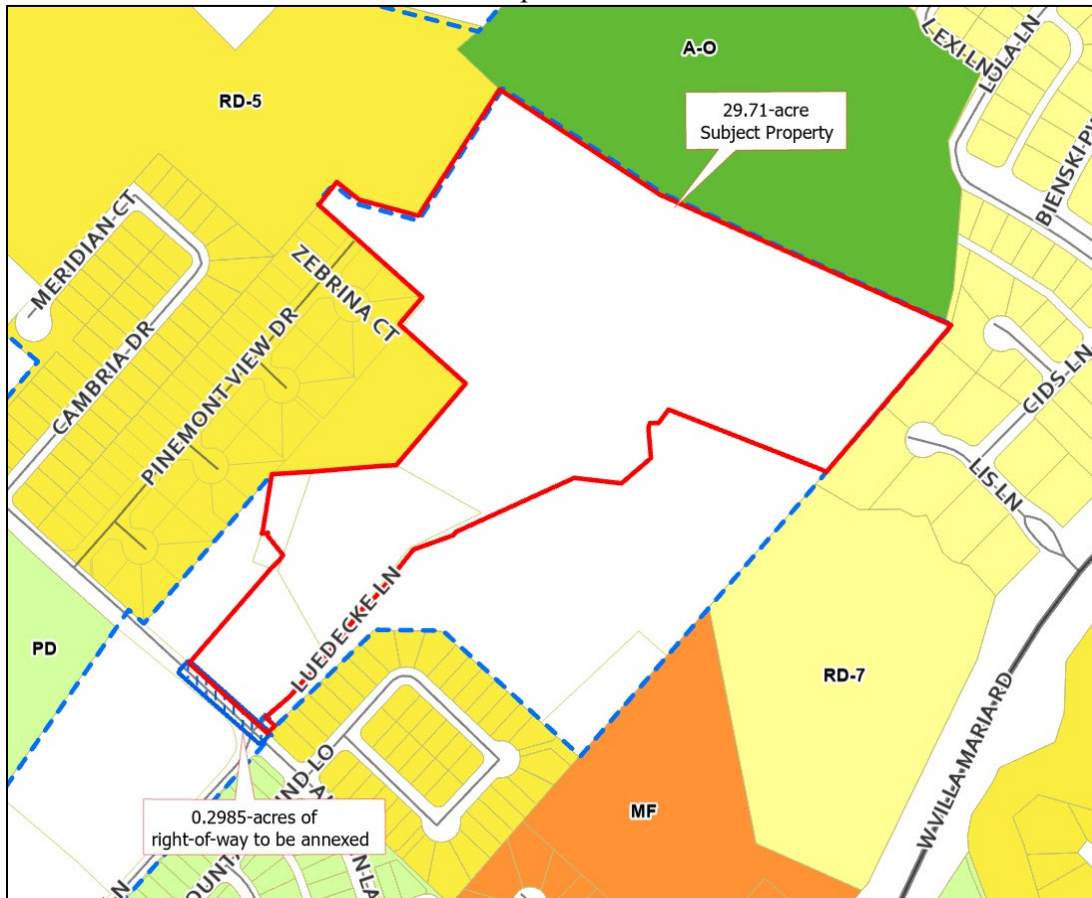 A-O
LEXI LN
LOLA LN
RD-5
29.71-acre
Subject Property
MERIDIAN CT
ZEBRINA CT
CAMBRIA DR
PINEMONT VIEW DR
CIDS LN
LIS LN
LUEDECKE LN
PD
RD-7
W VILLA MARIA RD
MF
0.2985-acres of
right-of-way to be annexed